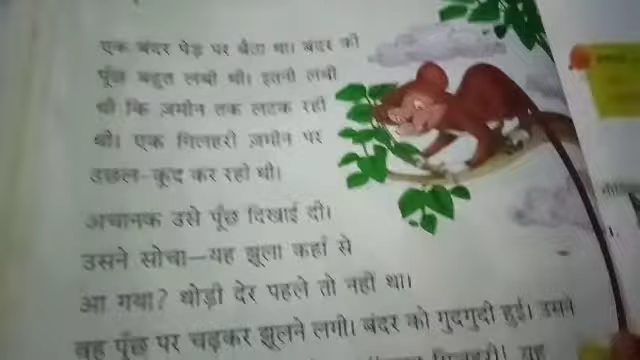 एक बंदर पेड़ पर बैठा था। बंदर की
पूँछ बहुत लंबी थी। इतनी लंबी
थी कि ज़मीन तक लटक रही
थी। एक गिलहरी ज़मीन पर
उछल-कूद कर रही थी।
अचानक उसे पूँछ दिखाई दी।
उसने सोचा—यह झूला कहाँ से
आ गया? थोड़ी देर पहले तो नहीं था।
वह पूँछ पर चढ़कर झूलने लगी। बंदर को गुदगुदी हुई। उसने